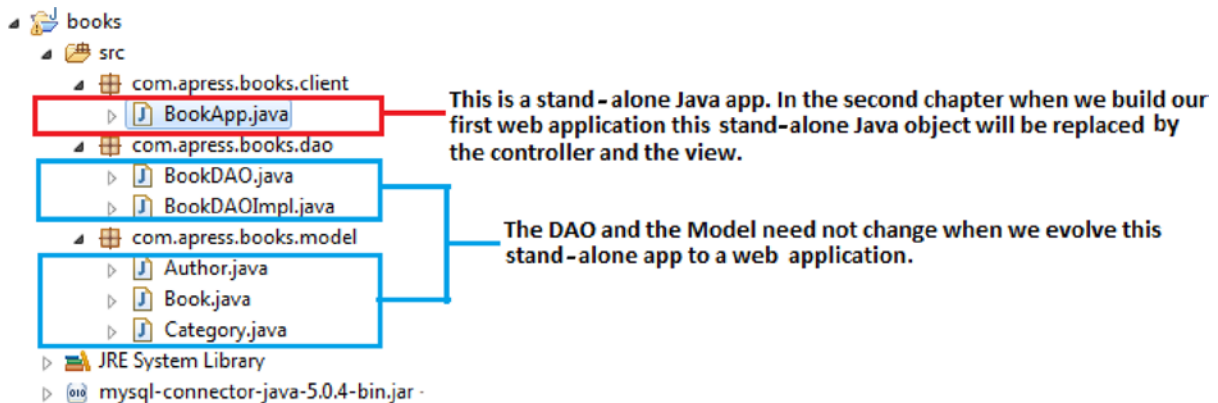 books
src
com.apress.books.client
BookApp.java
This is a stand-alone Java app. In the second chapter when we build our
first web application this stand-alone Java object will be replaced by
the controller and the view.
com.apress.books.dao
BookDAO.java
BookDAOImpl.java
The DAO and the Model need not change when we evolve this
stand-alone app to a web application.
com.apress.books.model
Author.java
Book.java
Category.java
JRE System Library
mysql-connector-java-5.0.4-bin.jar